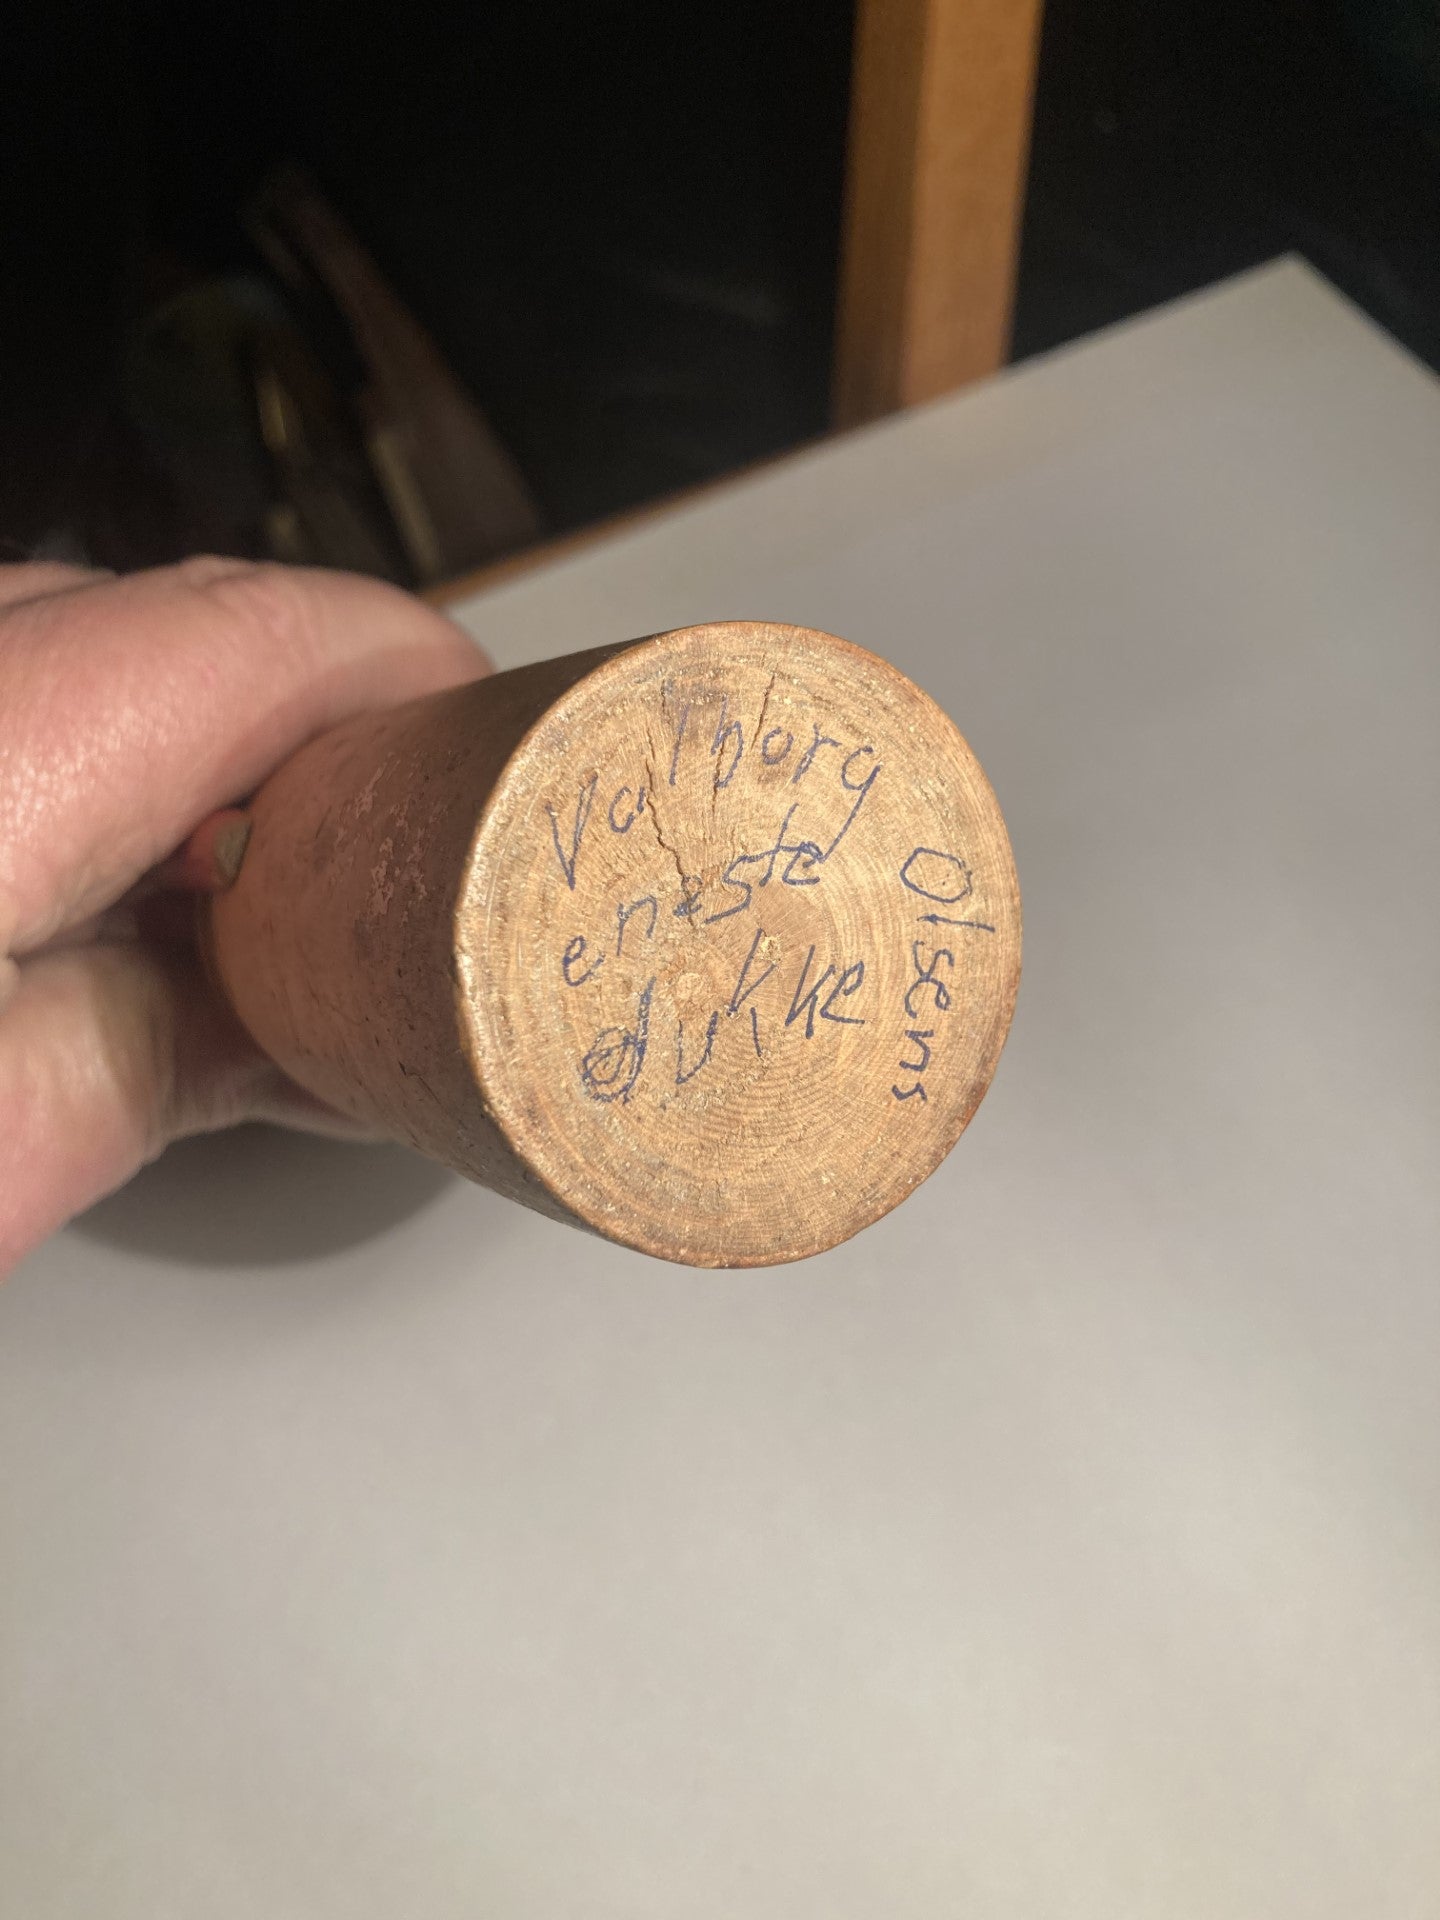 Valborg
Olsens
eneste
dukke